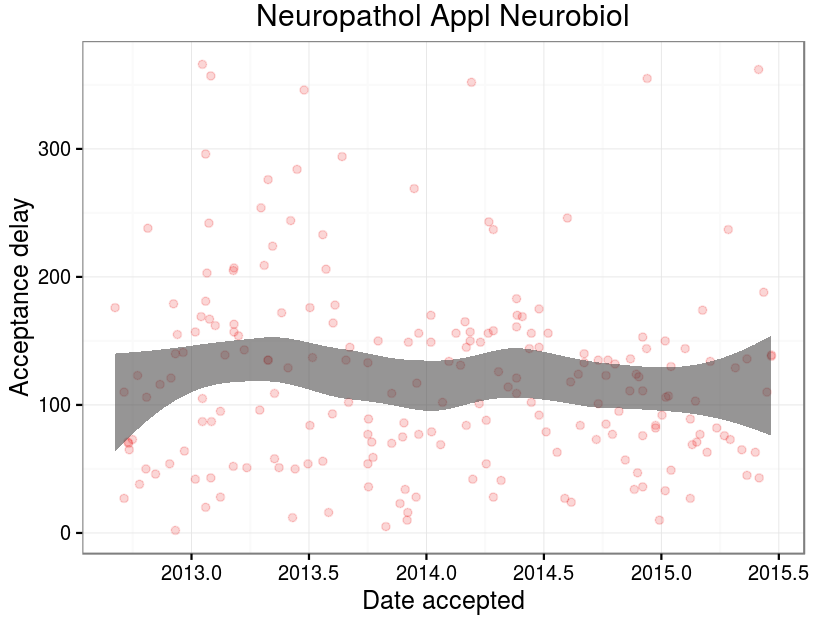 Neuropathol Appl Neurobiol
Acceptance delay
300
200
100
0
2013.0 2013.5 2014.0 2014.5 2015.0 2015.5
Date accepted